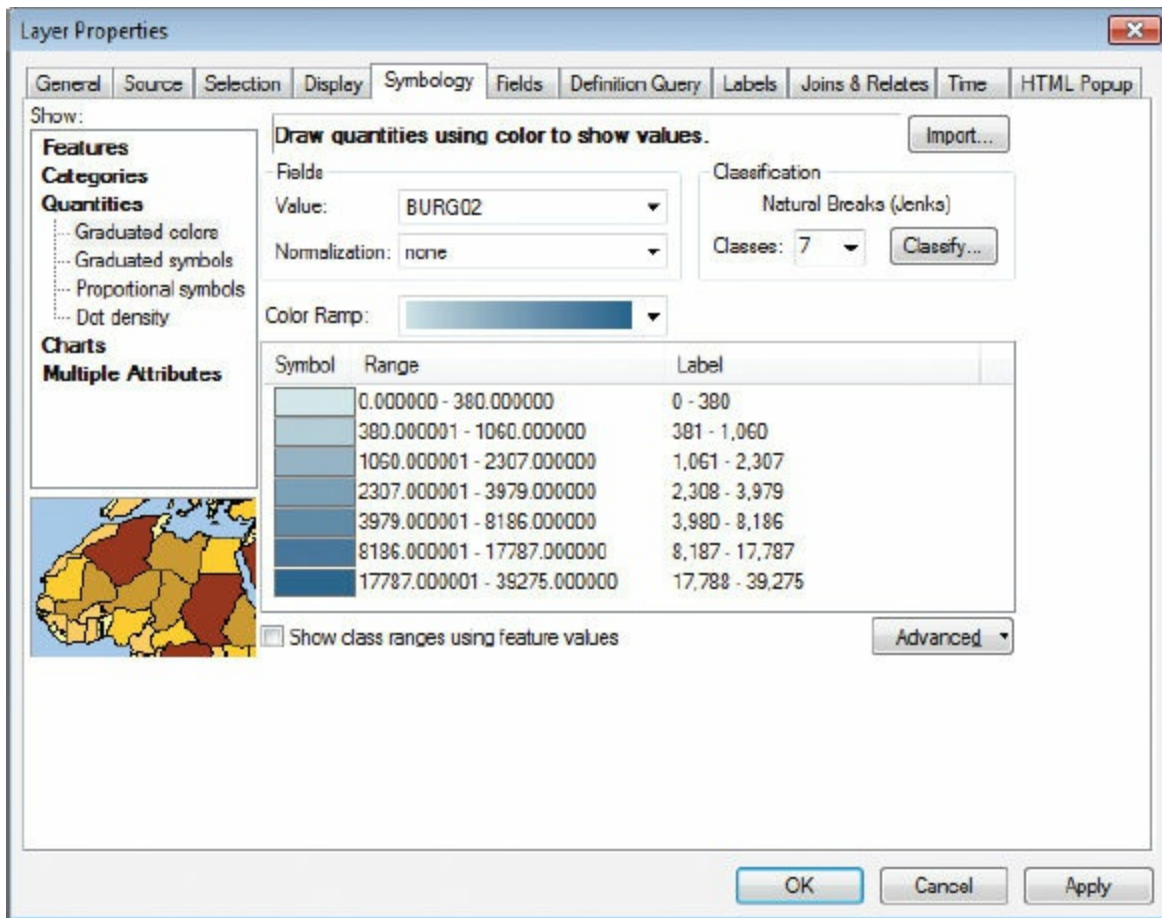 Layer Properties
General Source Selection Display Symbology Fields Definition Query Labels Joins & Relates Time HTML Popup
Show:
Features
Categories
Quantities
Graduated colors
Graduated symbols
Proportional symbols
Dot density
Charts
Multiple Attributes
Draw quantities using color to show values.
Import...
Fields
Value: BURG02
Normalization: none
Classification
Natural Breaks (Jenks)
Classes: 7 Classify...
Color Ramp:
Symbol Range Label
0.000000 - 380.000000 0 - 380
380.000001 - 1060.000000 381 - 1,060
1060.000001 - 2307.000000 1,061 - 2,307
2307.000001 - 3979.000000 2,308 - 3,979
3979.000001 - 8186.000000 3,980 - 8,186
8186.000001 - 17787.000000 8,187 - 17,787
17787.000001 - 39275.000000 17,788 - 39,275
Show class ranges using feature values
Advanced
OK Cancel Apply